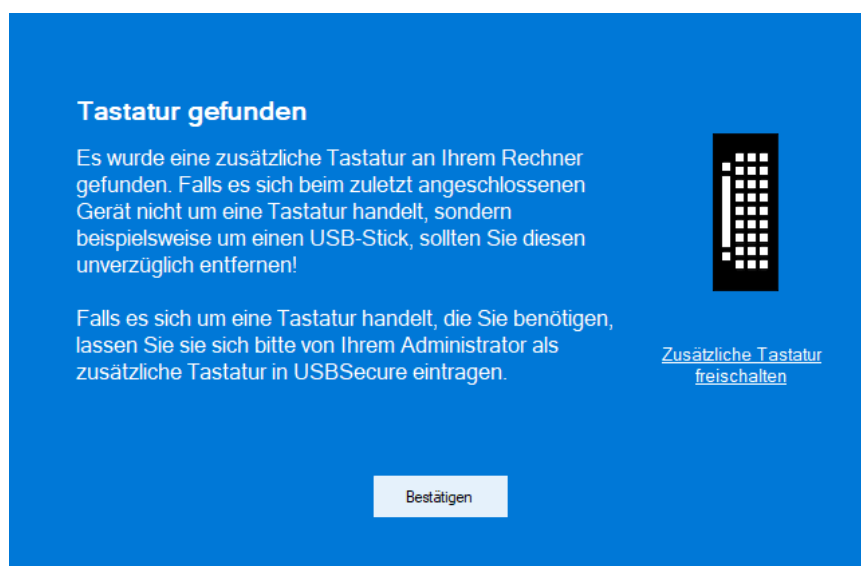 Tastatur gefunden
Es wurde eine zusätzliche Tastatur an Ihrem Rechner
gefunden. Falls es sich beim zuletzt angeschlossenen
Gerät nicht um eine Tastatur handelt, sondern
beispielsweise um einen USB-Stick, sollten Sie diesen
unverzüglich entfernen!
Falls es sich um eine Tastatur handelt, die Sie benötigen,
lassen Sie sie sich bitte von Ihrem Administrator als
zusätzliche Tastatur in USBSecure eintragen.
Zusätzliche Tastatur
freischalten
Bestätigen